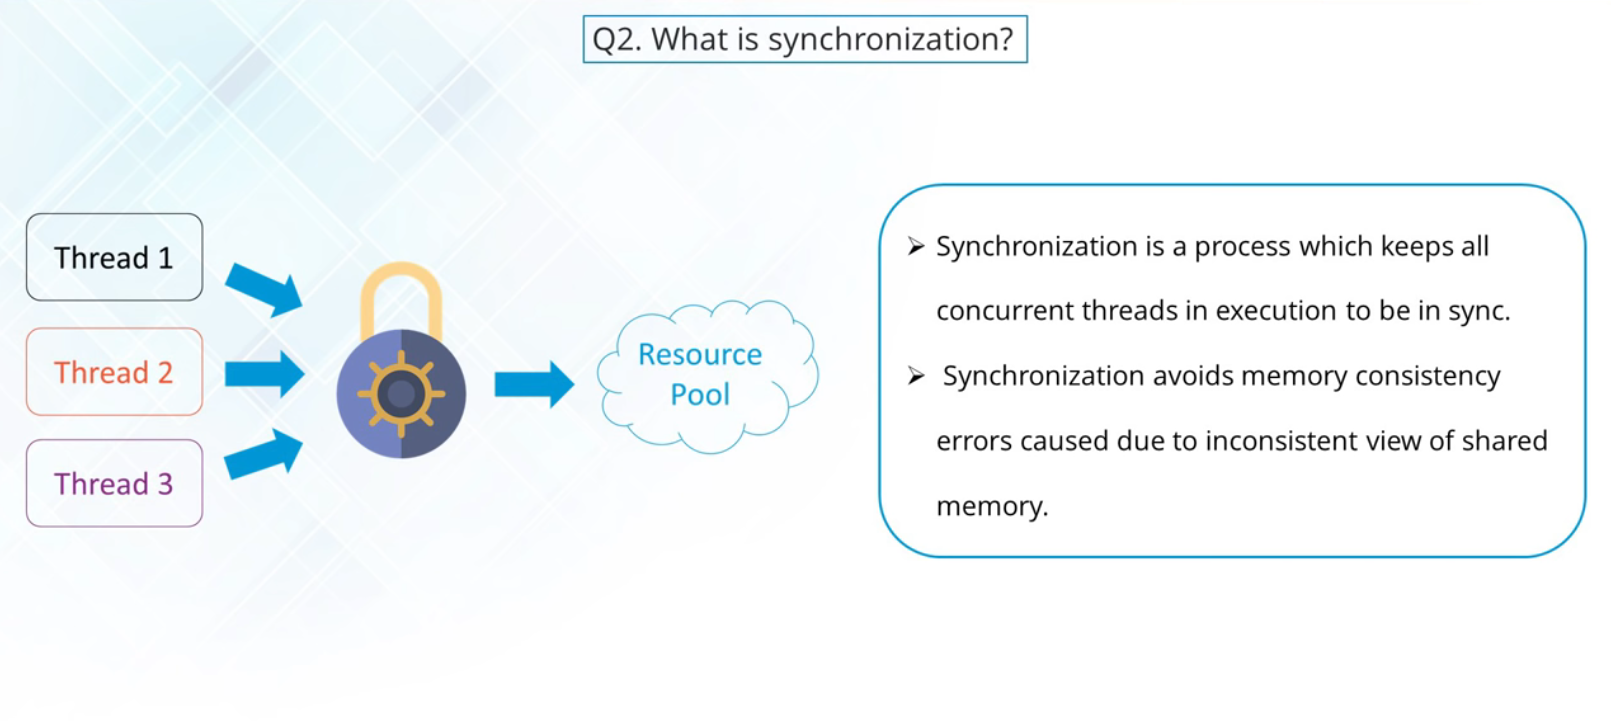 Q2. What is synchronization?
Thread 1
Thread 2
Thread 3
Resource
Pool
➢ Synchronization is a process which keeps all
concurrent threads in execution to be in sync.
➢ Synchronization avoids memory consistency
errors caused due to inconsistent view of shared
memory.